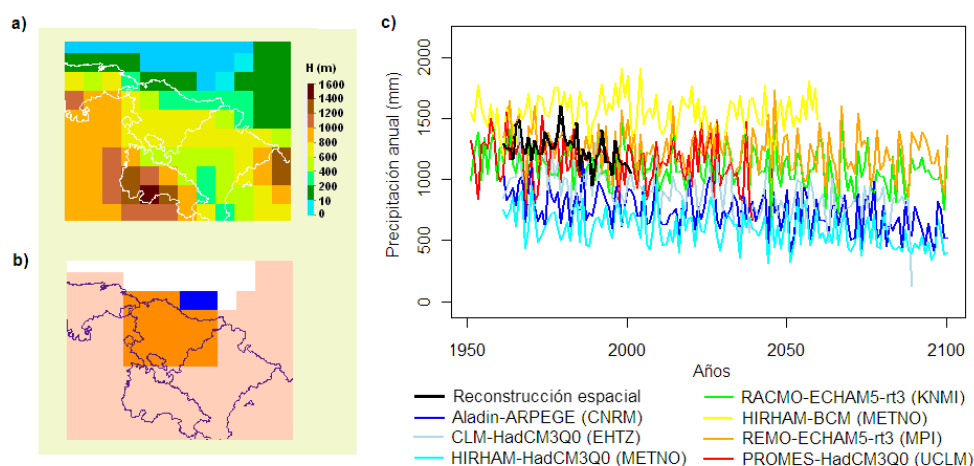 a)
H (m)
1600
1400
1000
800
600
400
200
10
0
b)
c)
Precipitación anual (mm)
2000
1500
1000
500
0
1950
2000
2050
2100
Años
Reconstrucción espacial
Aladin-ARPEGE (CNRM)
CLM-HadCM3Q0 (EHTZ)
HIRHAM-HadCM3Q0 (METNO)
RACMO-ECHAM5-rt3 (KNMI)
HIRHAM-BCM (METNO)
REMO-ECHAM5-rt3 (MPI)
PROMES-HadCM3Q0 (UCLM)